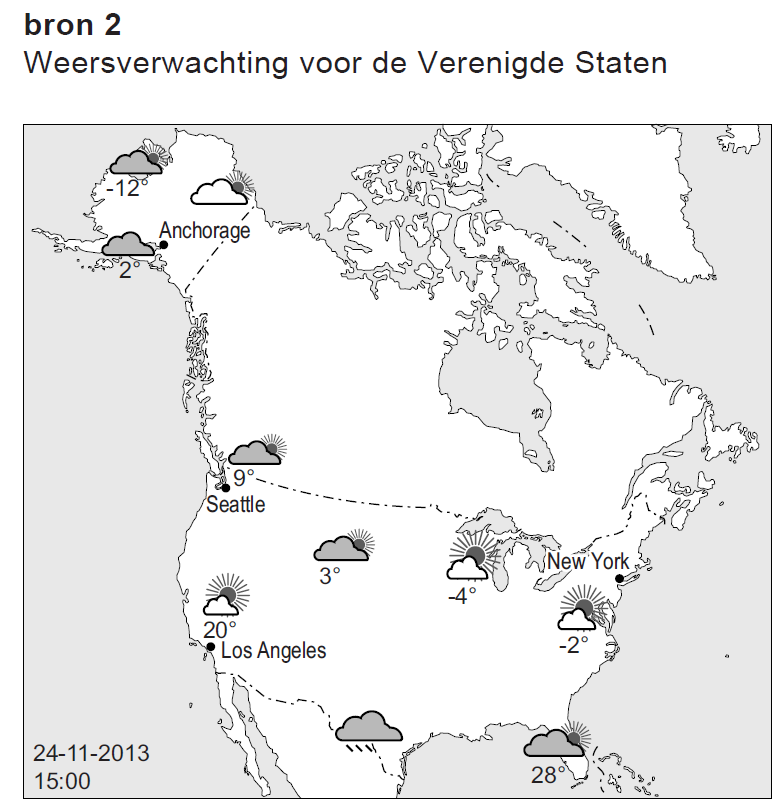 bron 2
Weersverwachting voor de Verenigde Staten
-12°
Anchorage
2°
9°
Seattle
3°
-4°
New York
-2°
20°
Los Angeles
28°
24-11-2013
15:00